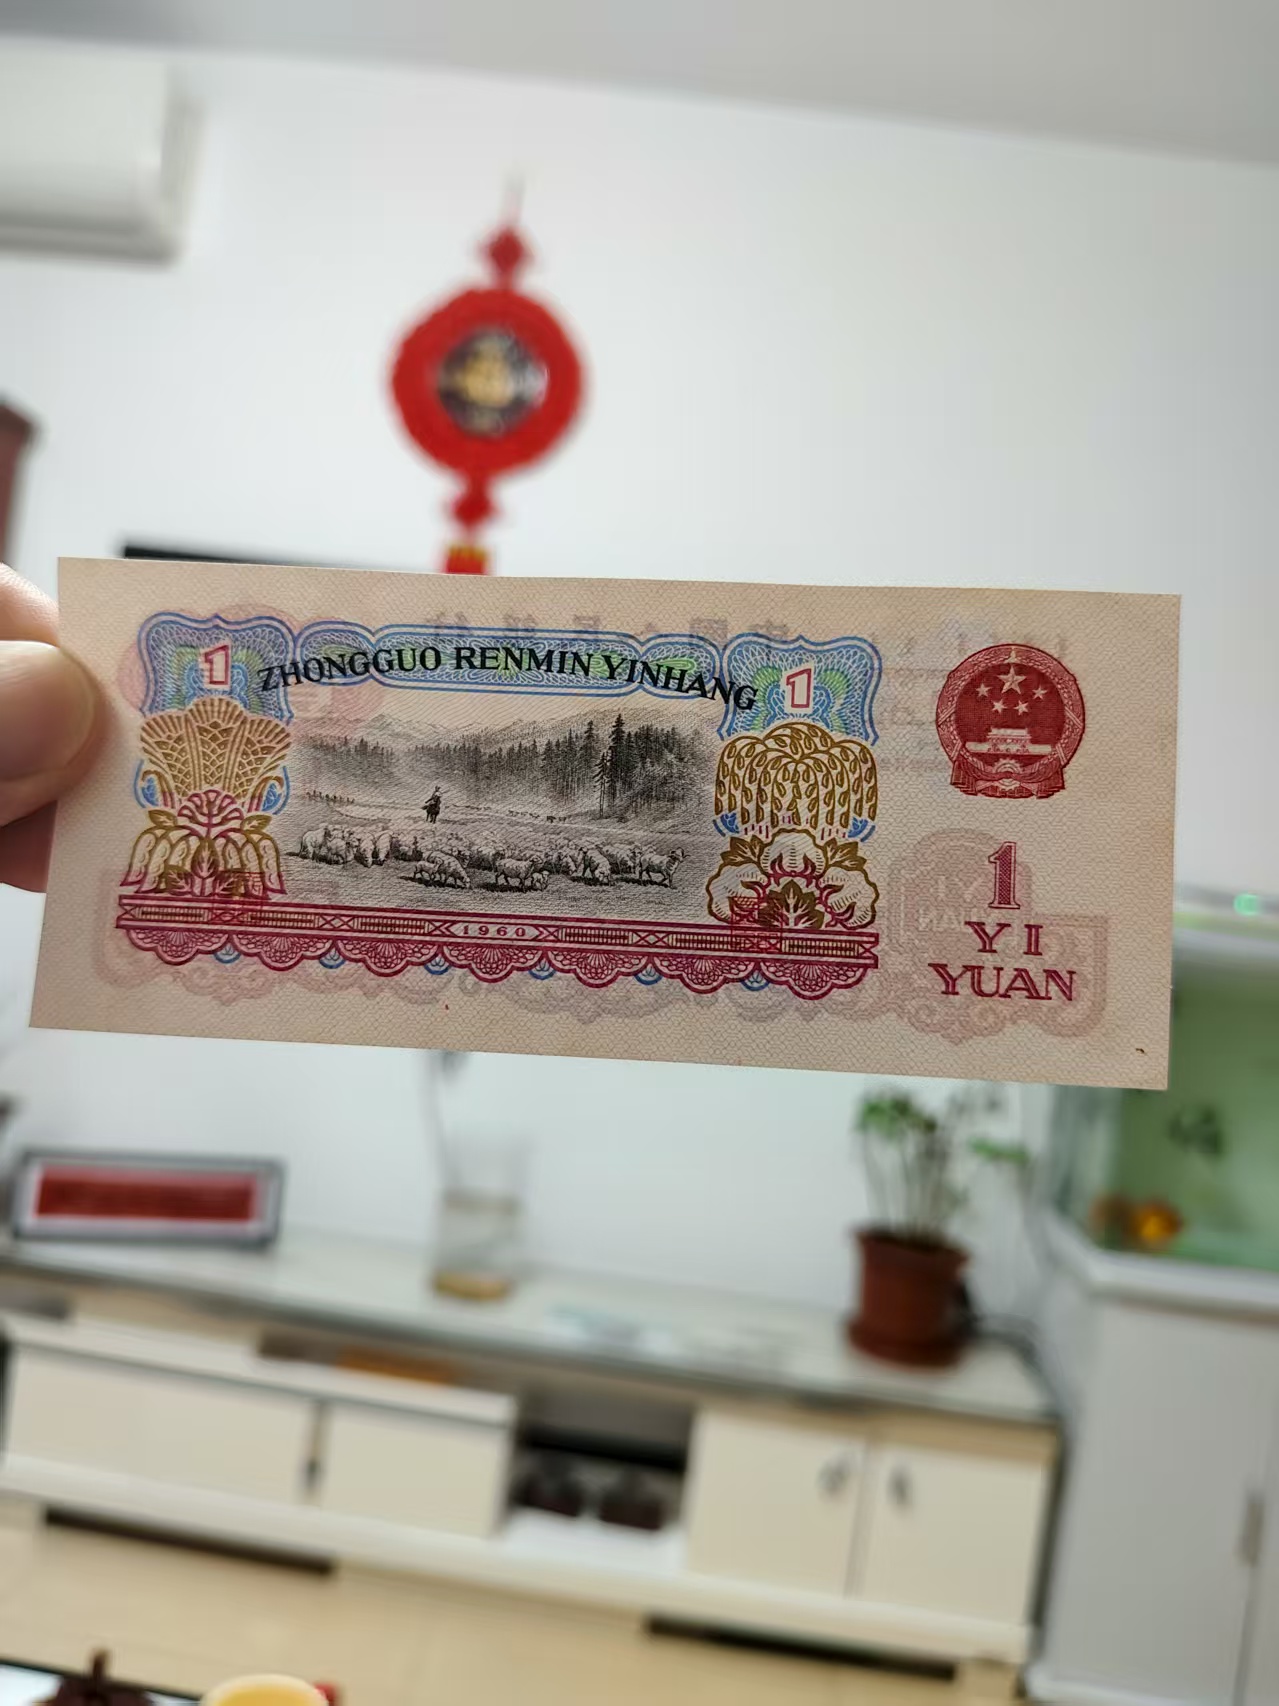 1
ZHONGGUO RENMIN YINHANG
1
1960
1
YI
YUAN